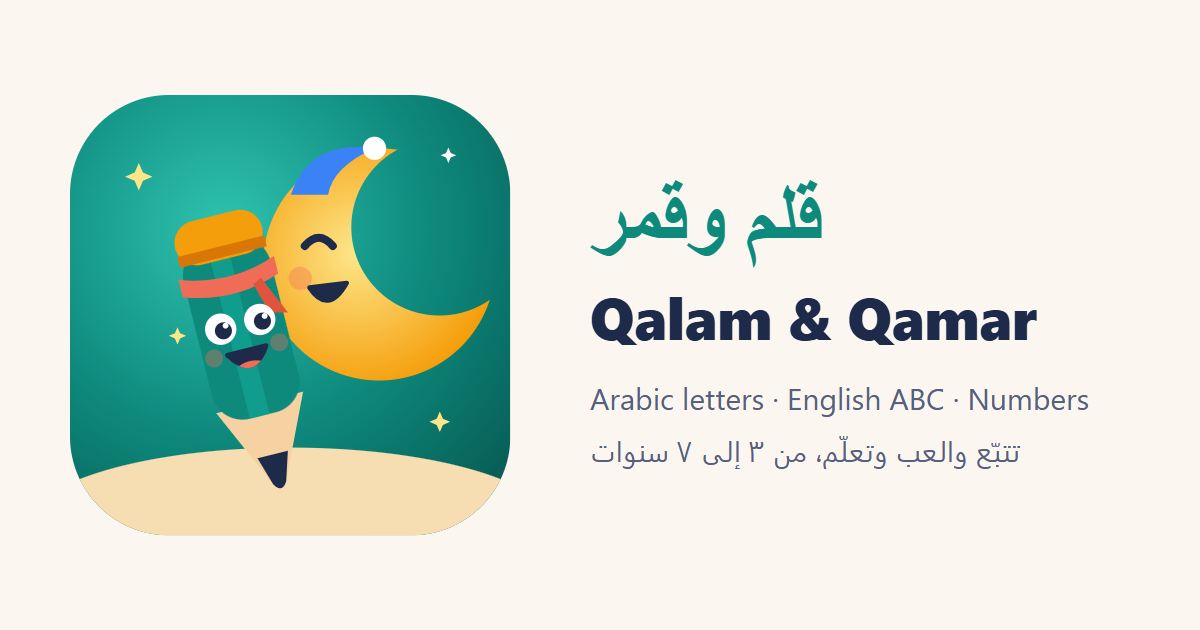 قلم وقمر
Qalam & Qamar
Arabic letters · English ABC · Numbers
تتبّع والعب وتعلّم، من ٣ إلى ٧ سنوات